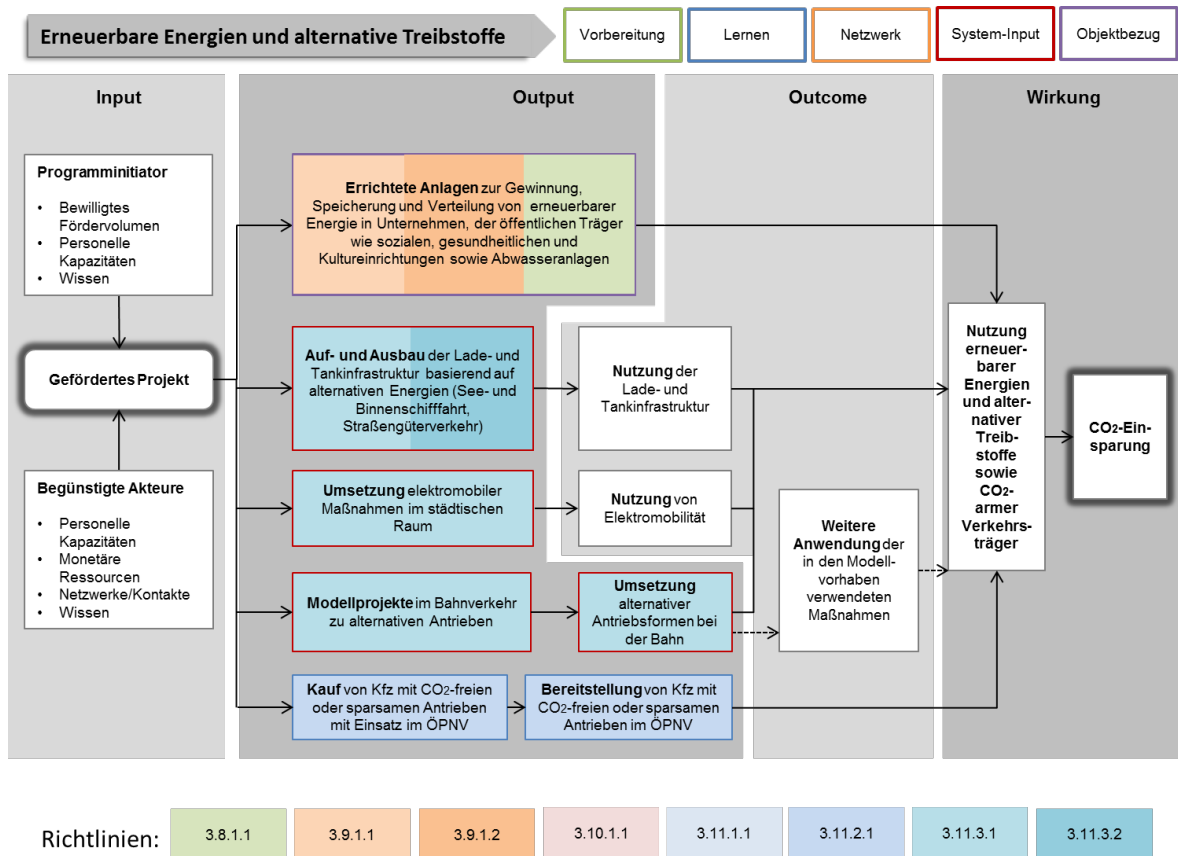 Erneuerbare Energien und alternative Treibstoffe
Vorbereitung
Lernen
Netzwerk
System-Input
Objektbezug
Input
Output
Outcome
Wirkung
Programminitiator
• Bewilligtes
Fördervolumen
• Personelle
Kapazitäten
• Wissen
Gefördertes Projekt
Begünstigte Akteure
• Personelle
Kapazitäten
• Monetäre
Ressourcen
• Netzwerke/Kontakte
• Wissen
Errichtete Anlagen zur Gewinnung,
Speicherung und Verteilung von erneuerbarer
Energie in Unternehmen, der öffentlichen Träger
wie sozialen, gesundheitlichen und
Kultureinrichtungen sowie Abwasseranlagen
Auf- und Ausbau der Lade- und
Tankinfrastruktur basierend auf
alternativen Energien (See- und
Binnenschifffahrt,
Straßengüterverkehr)
Nutzung der
Lade- und
Tankinfrastruktur
Umsetzung elektromobiler
Maßnahmen im städtischen
Raum
Nutzung von
Elektromobilität
Modellprojekte im Bahnverkehr
zu alternativen Antrieben
Umsetzung
alternativer
Antriebsformen bei
der Bahn
Weitere
Anwendung der
in den Modell-
vorhaben
verwendeten
Maßnahmen
Kauf von Kfz mit CO2-freien
oder sparsamen Antrieben
mit Einsatz im ÖPNV
Bereitstellung von Kfz mit
CO2-freien oder sparsamen
Antrieben im ÖPNV
Nutzung
erneuer-
barer
Energien
und alter-
nativer
Treib-
stoffe
sowie
CO2-
armer
Verkehrs-
träger
CO2-Ein-
sparung
Richtlinien:
3.8.1.1
3.9.1.1
3.9.1.2
3.10.1.1
3.11.1.1
3.11.2.1
3.11.3.1
3.11.3.2